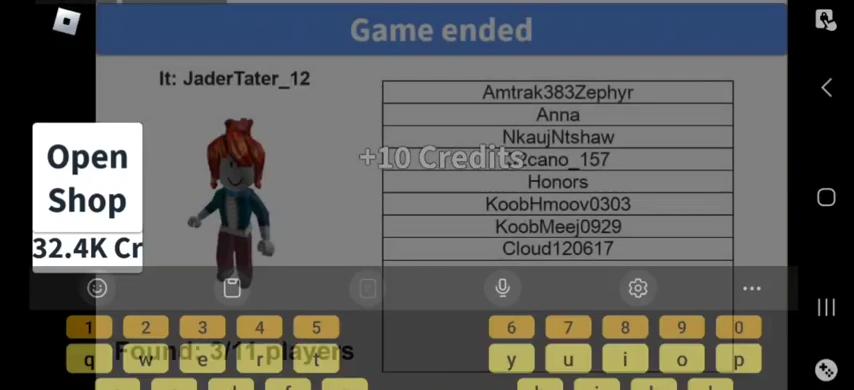 Game ended
It: JaderTater_12
Amtrak383Zephyr
Anna
NkaujNtshaw
cano_157
Honors
KoobHmoov0303
KoobMeej0929
Cloud120617
+10 Credits
Open
Shop
32.4K Cr
Found: 3/11 players
1 2 3 4 5 6 7 8 9 0
q w e r t y u i o p